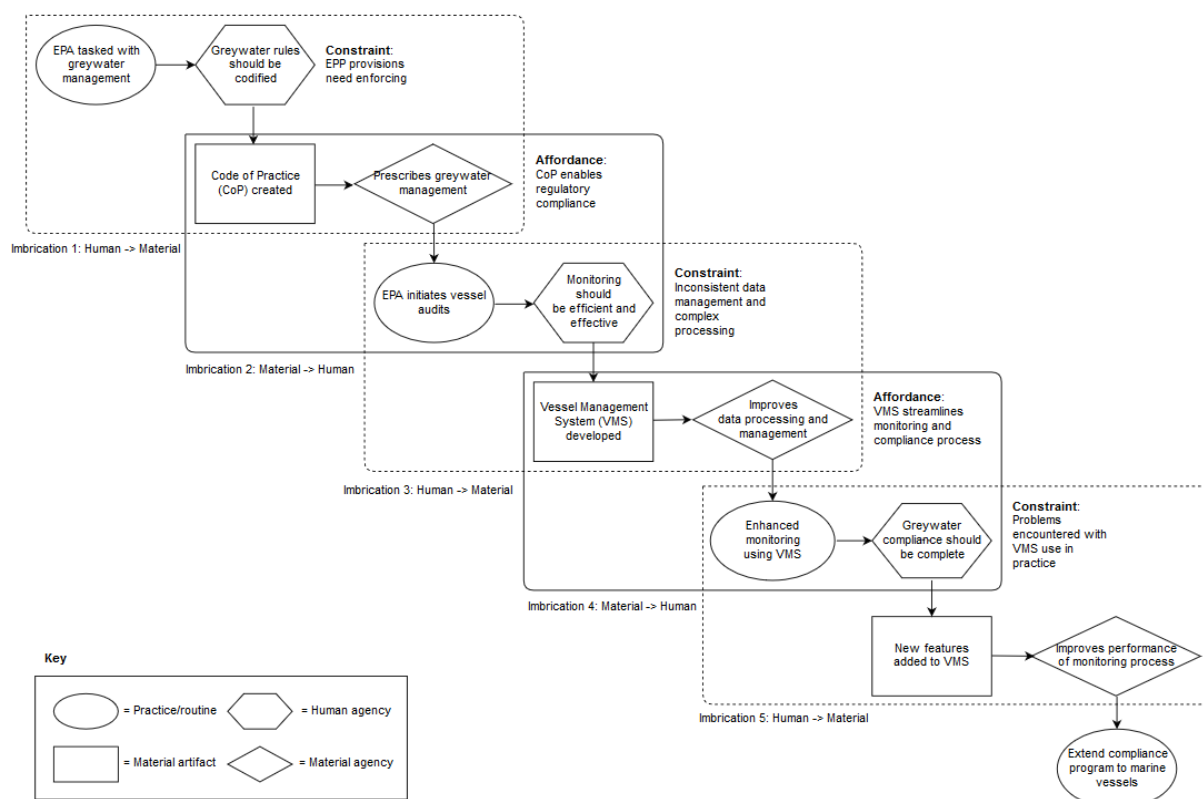 EPA tasked with
greywater
management
Greywater rules
should be
codified
Constraint:
EPP provisions
need enforcing
Code of Practice
(CoP) created
Prescribes greywater
management
Affordance:
CoP enables
regulatory
compliance
Imbrication 1: Human -> Material
EPA initiates vessel
audits
Monitoring
should
be efficient and
effective
Constraint:
Inconsistent data
management and
complex
processing
Imbrication 2: Material -> Human
Vessel Management
System (VMS)
developed
Improves
data processing and
management
Affordance:
VMS streamlines
monitoring and
compliance process
Imbrication 3: Human -> Material
Enhanced
monitoring
using VMS
Greywater
compliance should
be complete
Constraint:
Problems
encountered with
VMS use in
practice
Imbrication 4: Material -> Human
New features
added to VMS
Improves performance
of monitoring process
Imbrication 5: Human -> Material
Extend compliance
program to marine
vessels
Key
= Practice/routine
= Human agency
= Material artifact
= Material agency